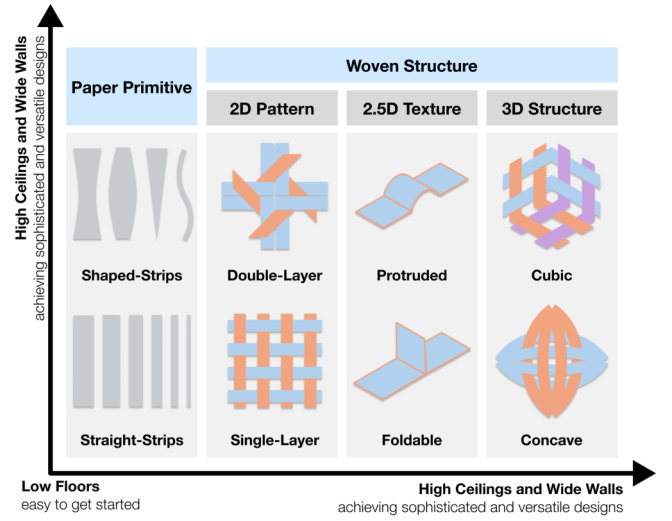 High Ceilings and Wide Walls
achieving sophisticated and versatile designs
Paper Primitive
Woven Structure
2D Pattern
2.5D Texture
3D Structure
Shaped-Strips
Double-Layer
Protruded
Cubic
Straight-Strips
Single-Layer
Foldable
Concave
Low Floors
easy to get started
High Ceilings and Wide Walls
achieving sophisticated and versatile designs